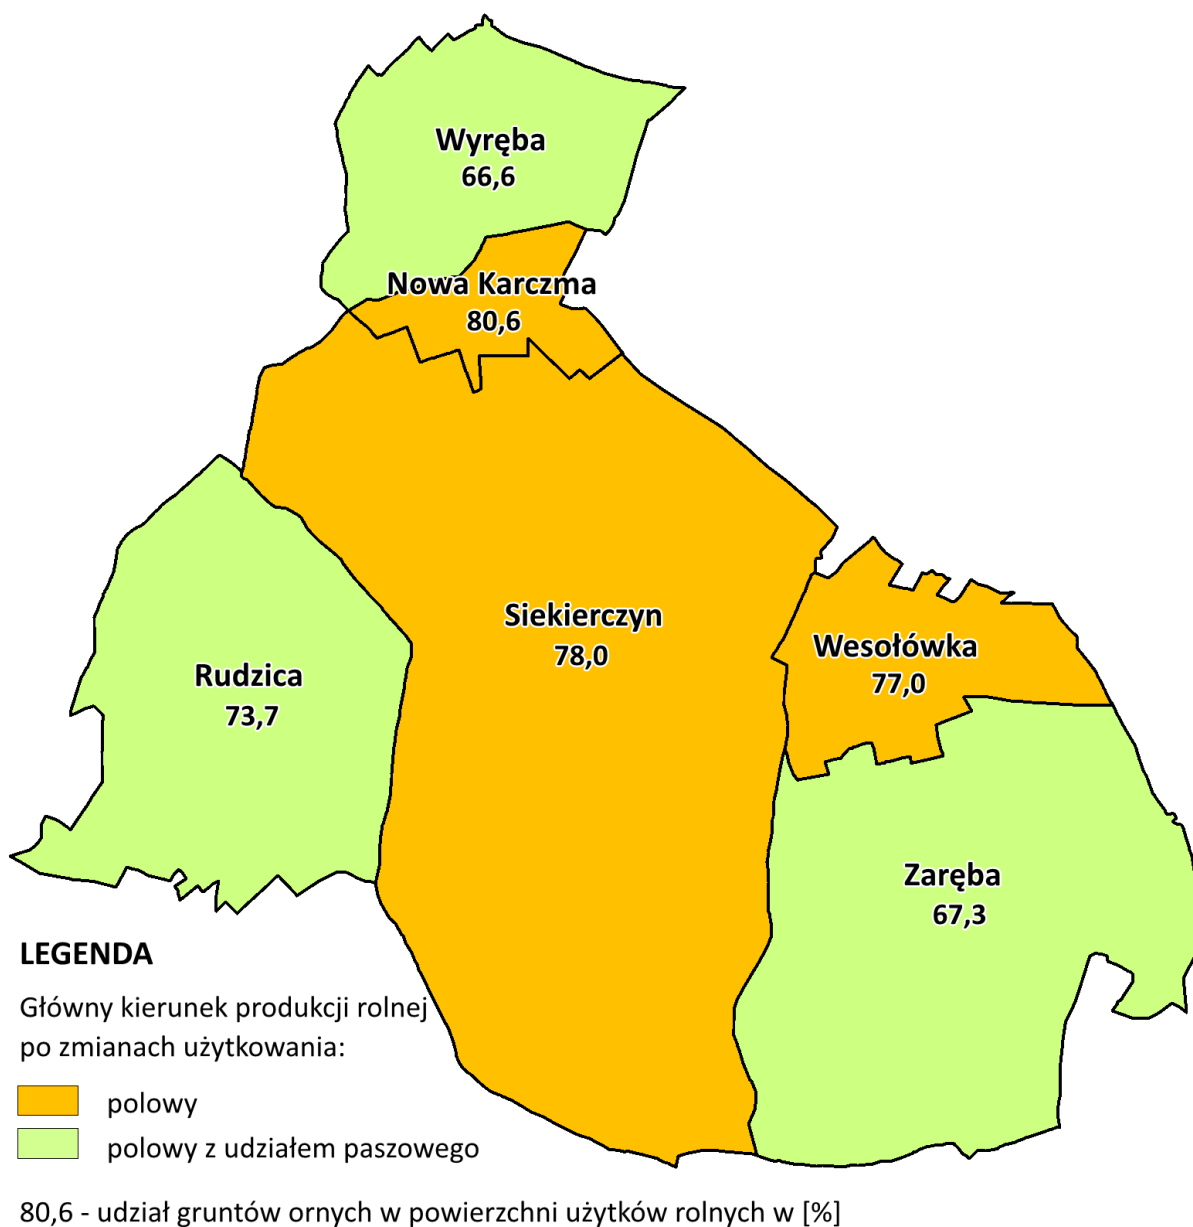 Wyręba
66,6
Nowa Karczma
80,6
Siekierczyn
78,0
Wesołówka
77,0
Rudzica
73,7
Zaręba
67,3
LEGENDA
Główny kierunek produkcji rolnej
po zmianach użytkowania:
polowy
polowy z udziałem paszowego
80,6 - udział gruntów ornych w powierzchni użytków rolnych w [%]